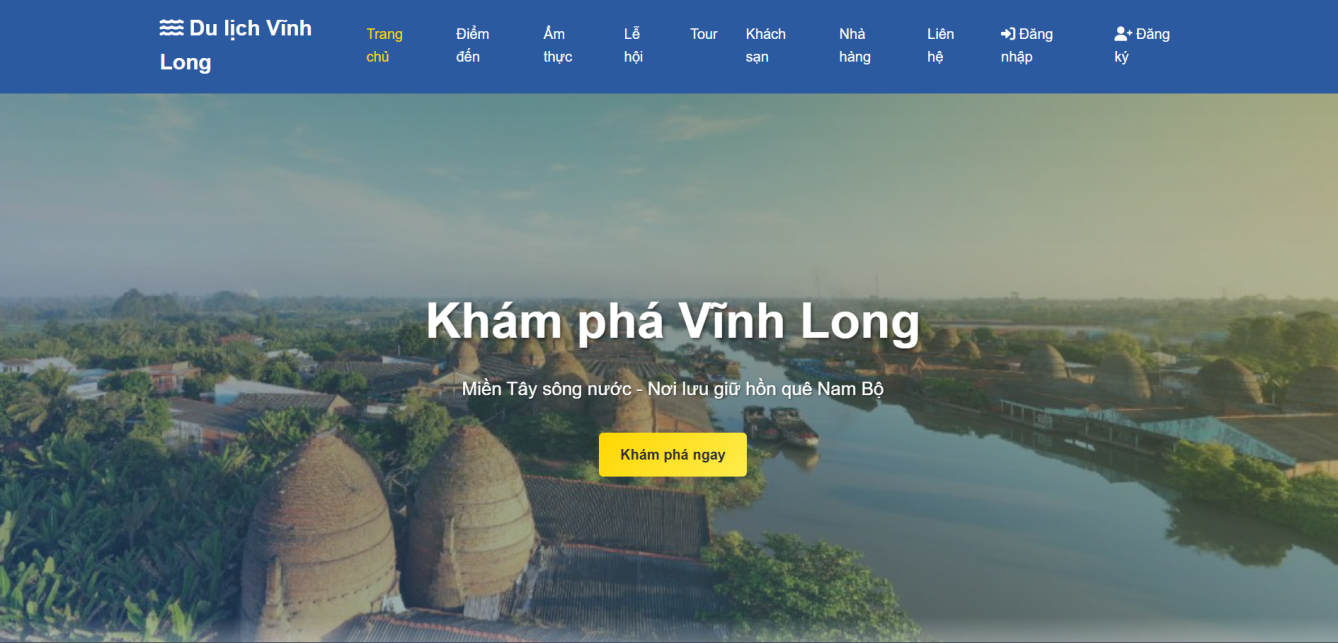 Du lịch Vĩnh
Long
Trang
chủ
Điểm
đến
Ẩm
thực
Lễ
hội
Tour
Khách
sạn
Nhà
hàng
Liên
hệ
Đăng
nhập
Đăng
ký
Khám phá Vĩnh Long
Miền Tây sông nước - Nơi lưu giữ hồn quê Nam Bộ
Khám phá ngay